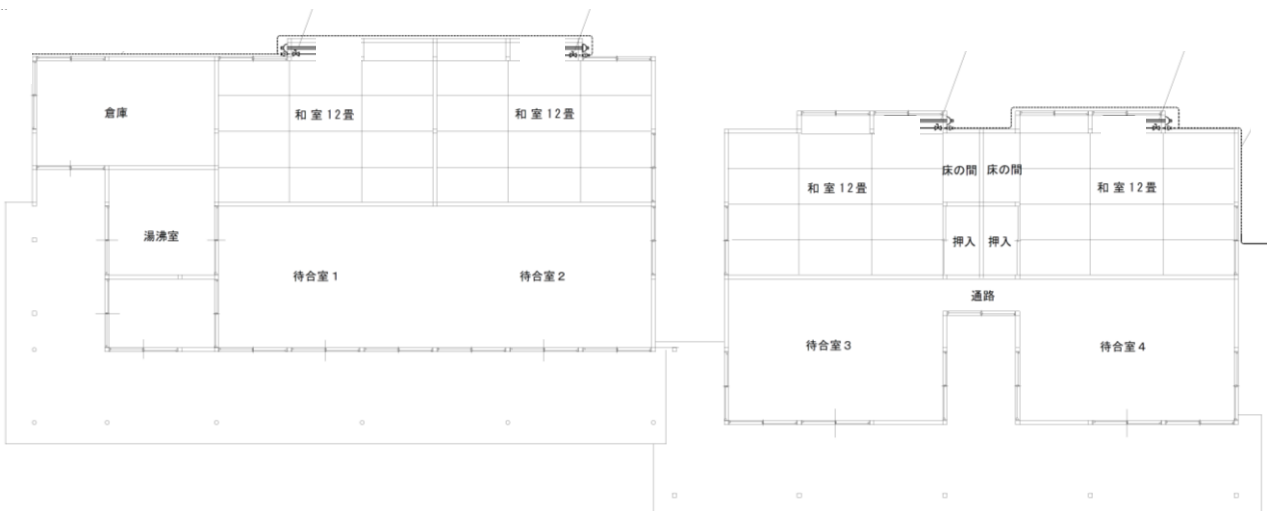 倉庫
和室12畳
和室12畳
湯沸室
待合室1
待合室2
床の間
床の間
和室12畳
和室12畳
押入
押入
通路
待合室3
待合室4